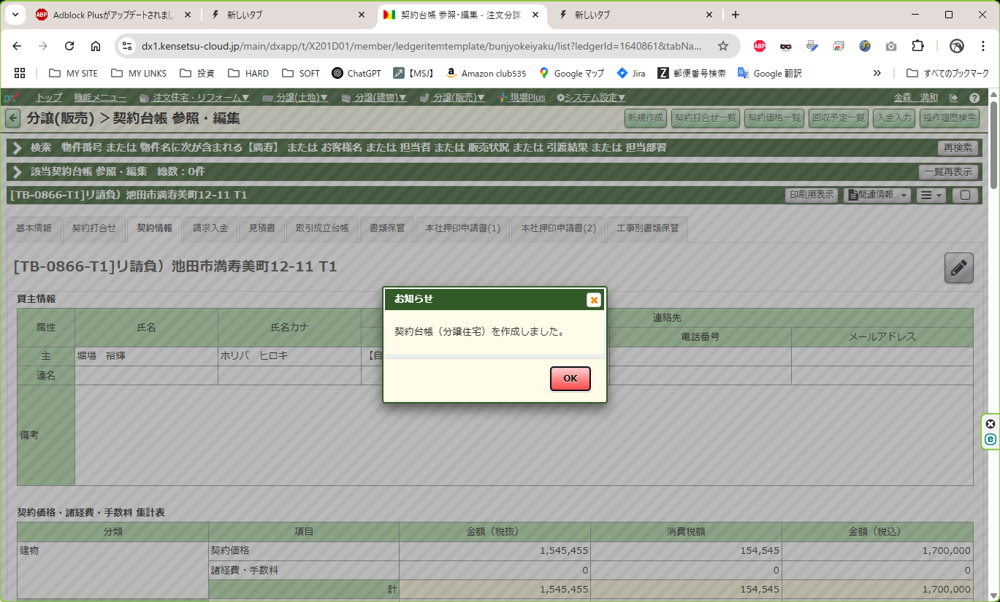 ABP Adblock Plusがアップデートされまし
新しいタブ
契約台帳 参照・編集 - 注文分譲
新しいタブ
dx1.kensetsu-cloud.jp/main/dxapp/t/X201D01/member/ledgeritemtemplate/bunjyokeiyaku/list?ledgerId=1640861&tabNa...
ABP
MY SITE MY LINKS 投資 HARD SOFT ChatGPT 【MSJ】 Amazon club535 Google マップ Jira 郵便番号検索 Google 翻訳 » すべてのブックマーク
DX トップ 機能メニュー 注文住宅・リフォーム▼ 分譲(土地)▼ 分譲(建物)▼ 分譲(販売)▼ 現場Plus システム設定▼ 金森 満和
分譲(販売) ＞契約台帳 参照・編集 新規作成 契約打合せ一覧 契約価格一覧 回収予定一覧 入金入力 操作履歴検索
検索 物件番号 または 物件名に次が含まれる【満寿】 または お客様名 または 担当者 または 販売状況 または 引渡結果 または 担当部署 再検索
該当契約台帳 参照・編集 総数：0件 一覧再表示
[TB-0866-T1]リ請負）池田市満寿美町12-11 T1 印刷用表示 関連情報
基本情報 契約打合せ 契約情報 請求入金 見積書 取引成立台帳 書類保管 本社押印申請書(1) 本社押印申請書(2) 工事別書類保管
[TB-0866-T1]リ請負）池田市満寿美町12-11 T1
お知らせ
契約台帳（分譲住宅）を作成しました。
OK
買主情報
属性 氏名 氏名カナ 連絡先
電話番号 メールアドレス
主 堀場 裕輝 ホリバ ヒロキ 【自
連名
備考
契約価格・諸経費・手数料 集計表
分類 項目 金額（税抜） 消費税額 金額（税込）
建物 契約価格 1,545,455 154,545 1,700,000
諸経費・手数料 0 0 0
計 1,545,455 154,545 1,700,000